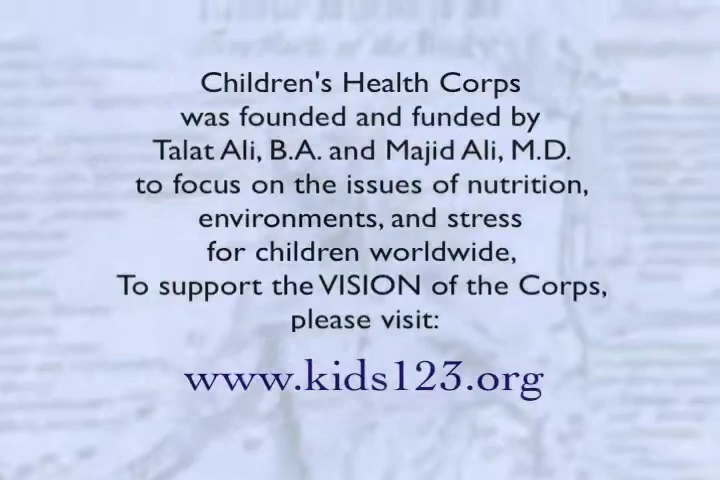 Children's Health Corps
was founded and funded by
Talat Ali, B.A. and Majid Ali, M.D.
to focus on the issues of nutrition,
environments, and stress
for children worldwide,
To support the VISION of the Corps,
please visit:
www.kids123.org